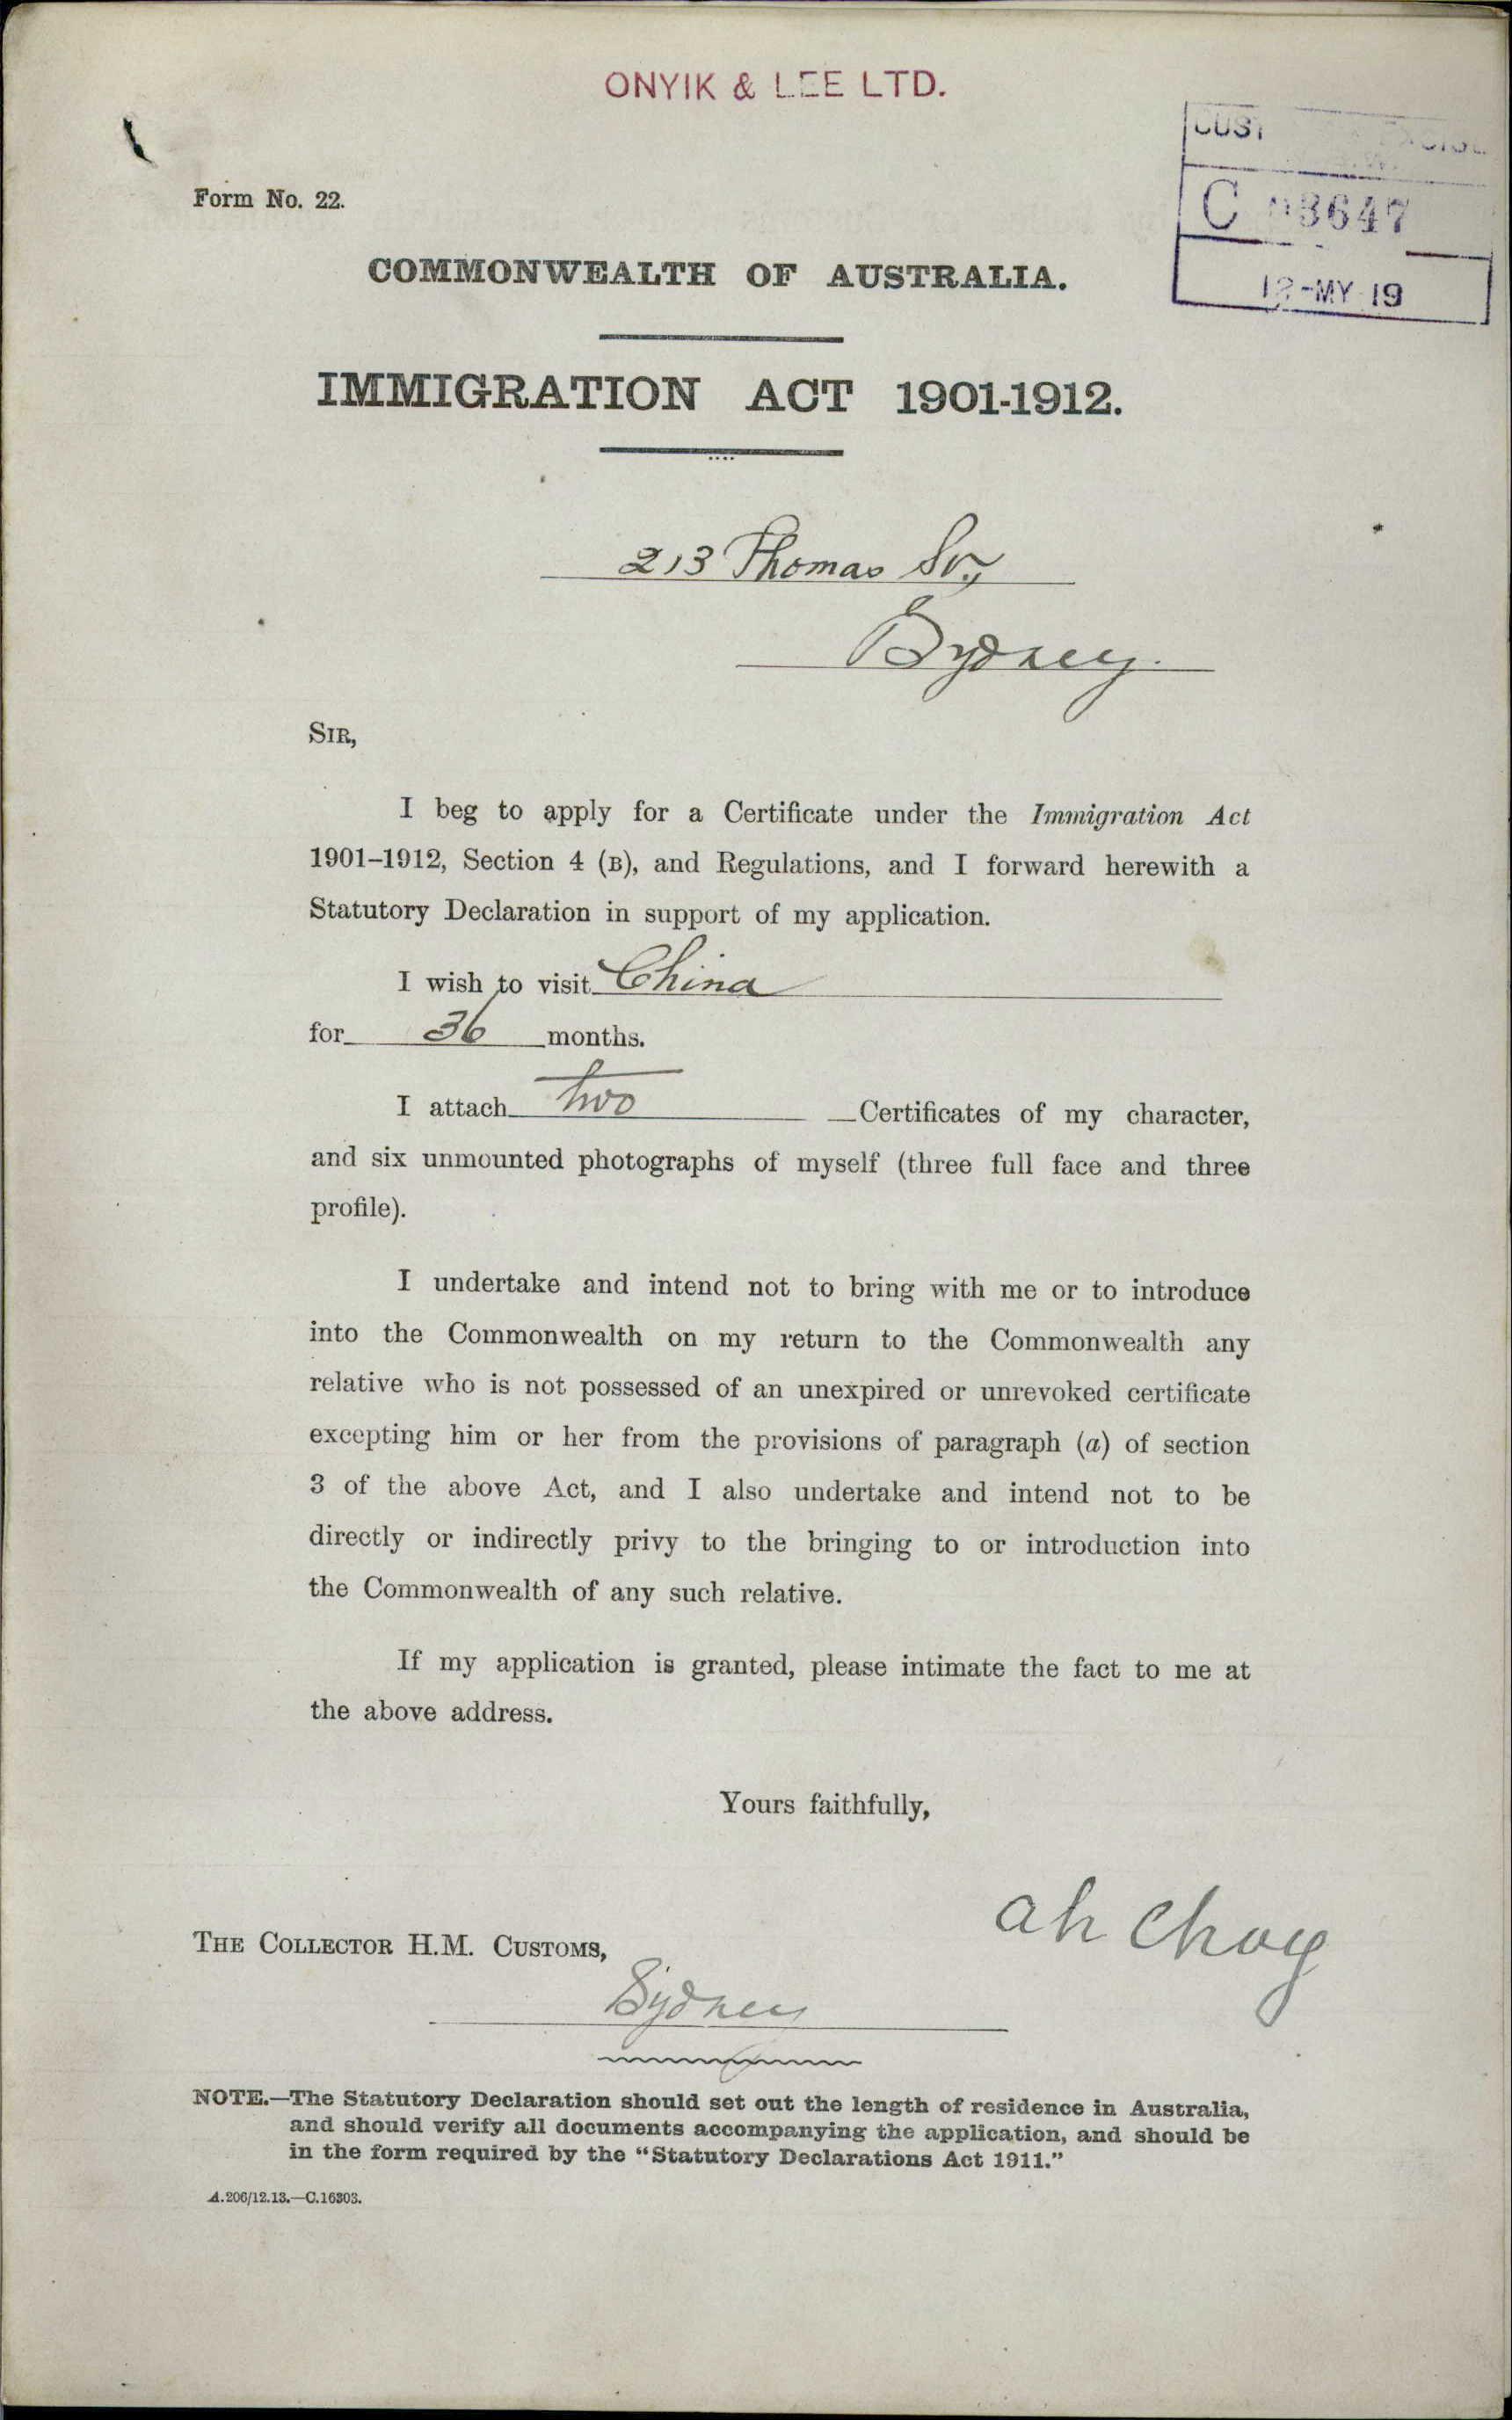 ONYIK & LEE LTD.
CUST
C 03647
12-MY 19
Form No. 22.
COMMONWEALTH OF AUSTRALIA.
IMMIGRATION ACT 1901-1912.
213 Thomas St.,
Sydney.
SIR,
I beg to apply for a Certificate under the Immigration Act
1901–1912, Section 4 (B), and Regulations, and I forward herewith a
Statutory Declaration in support of my application.
I wish to visit China
for 36 months.
I attach two Certificates of my character,
and six unmounted photographs of myself (three full face and three
profile).
I undertake and intend not to bring with me or to introduce
into the Commonwealth on my return to the Commonwealth any
relative who is not possessed of an unexpired or unrevoked certificate
excepting him or her from the provisions of paragraph (a) of section
3 of the above Act, and I also undertake and intend not to be
directly or indirectly privy to the bringing to or introduction into
the Commonwealth of any such relative.
If my application is granted, please intimate the fact to me at
the above address.
Yours faithfully,
ah Choy
THE COLLECTOR H.M. CUSTOMS,
Sydney
NOTE.—The Statutory Declaration should set out the length of residence in Australia,
and should verify all documents accompanying the application, and should be
in the form required by the "Statutory Declarations Act 1911."
A.206/12.13.—C.16303.